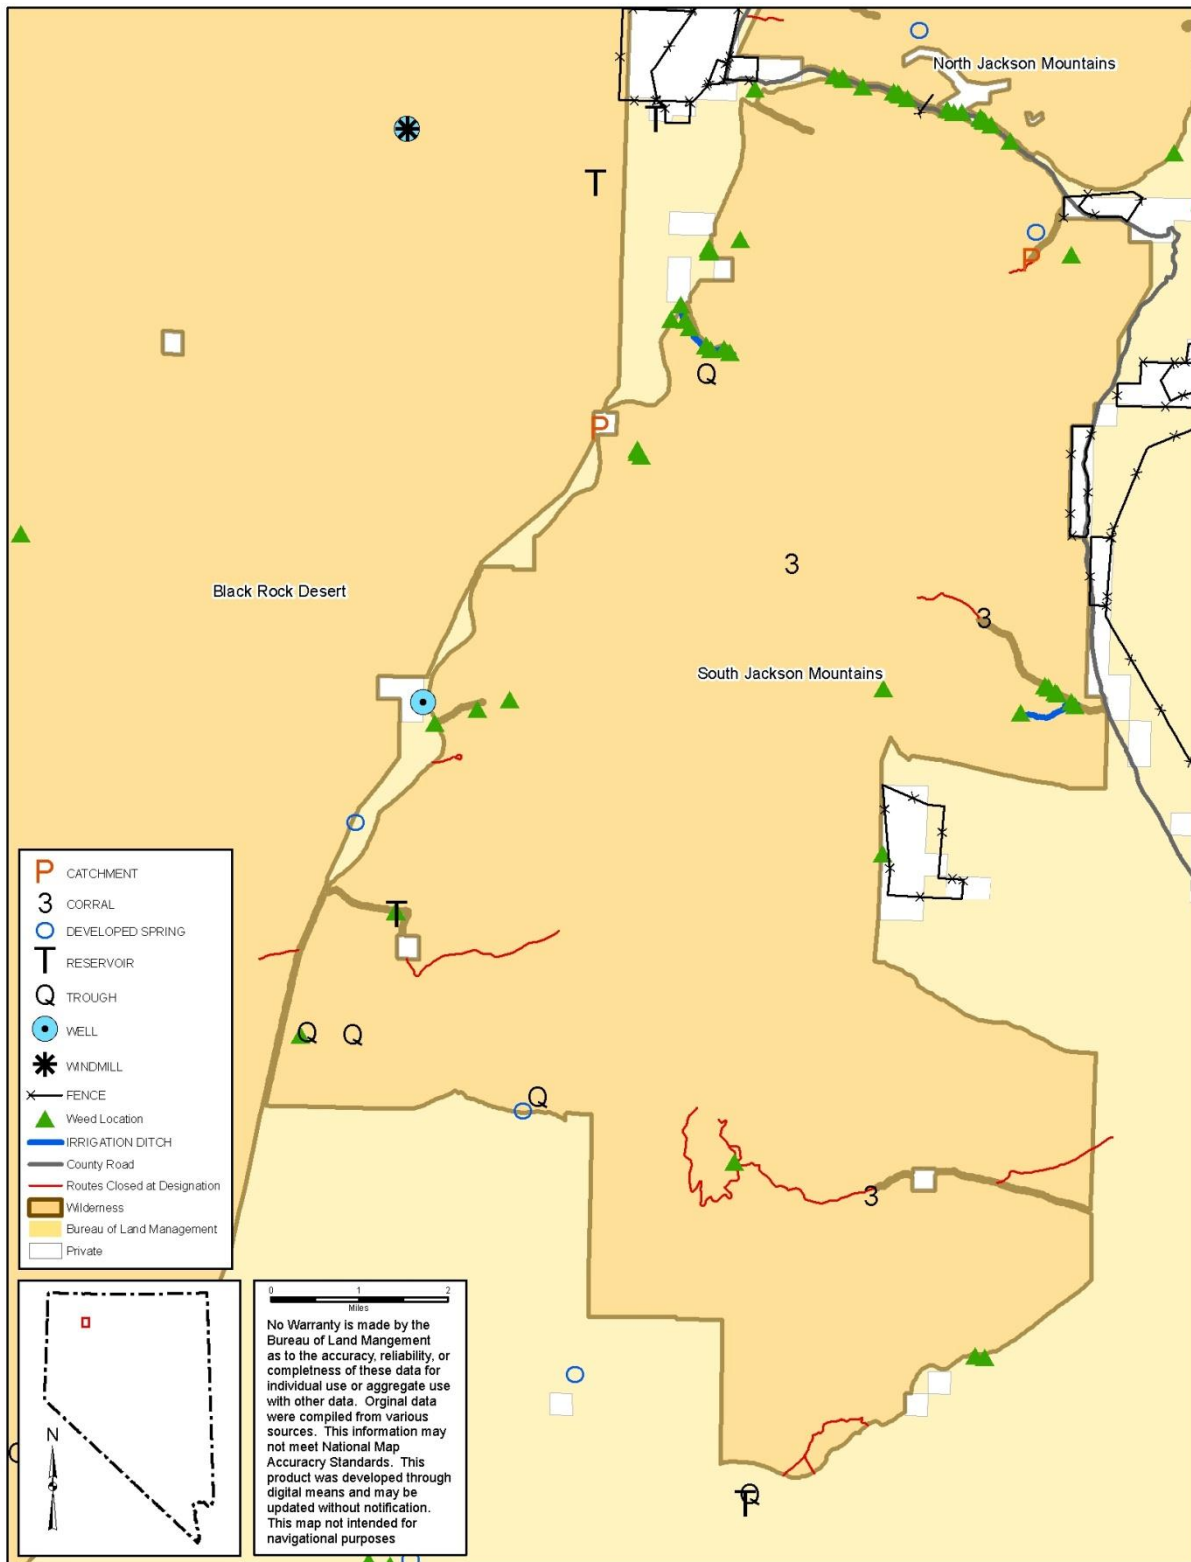 North Jackson Mountains
T
T
P
Q
P
3
Black Rock Desert
3
South Jackson Mountains
T
Q
Q
Q
3
Q
T
P CATCHMENT
3 CORRAL
DEVELOPED SPRING
T RESERVOIR
Q TROUGH
WELL
WINDMILL
FENCE
Weed Location
IRRIGATION DITCH
County Road
Routes Closed at Designation
Wilderness
Bureau of Land Management
Private
N
0 1 2
Miles
No Warranty is made by the
Bureau of Land Mangement
as to the accuracy, reliability, or
completness of these data for
individual use or aggregate use
with other data. Orginal data
were compiled from various
sources. This information may
not meet National Map
Accuracry Standards. This
product was developed through
digital means and may be
updated without notification.
This map not intended for
navigational purposes